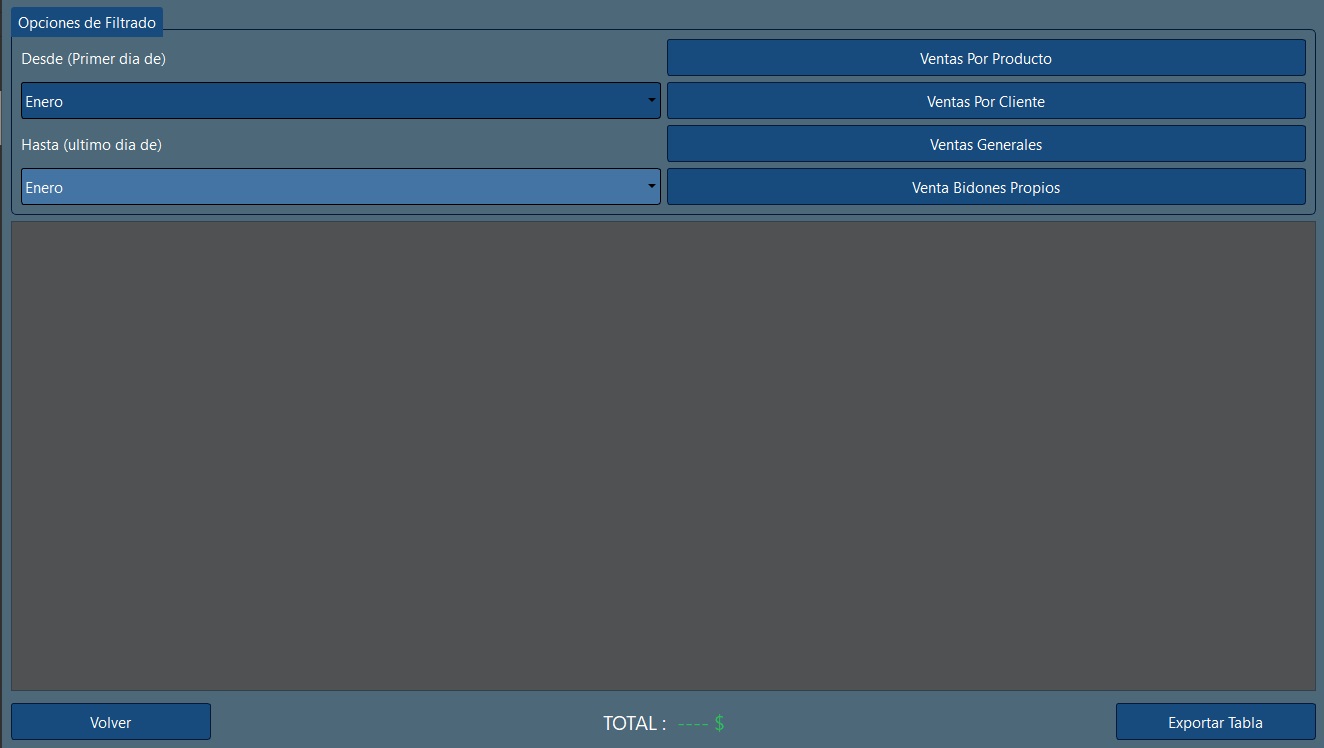 Opciones de Filtrado
Desde (Primer dia de)
Ventas Por Producto
Enero
Ventas Por Cliente
Hasta (ultimo dia de)
Ventas Generales
Enero
Venta Bidones Propios
Volver
TOTAL : ---- $
Exportar Tabla